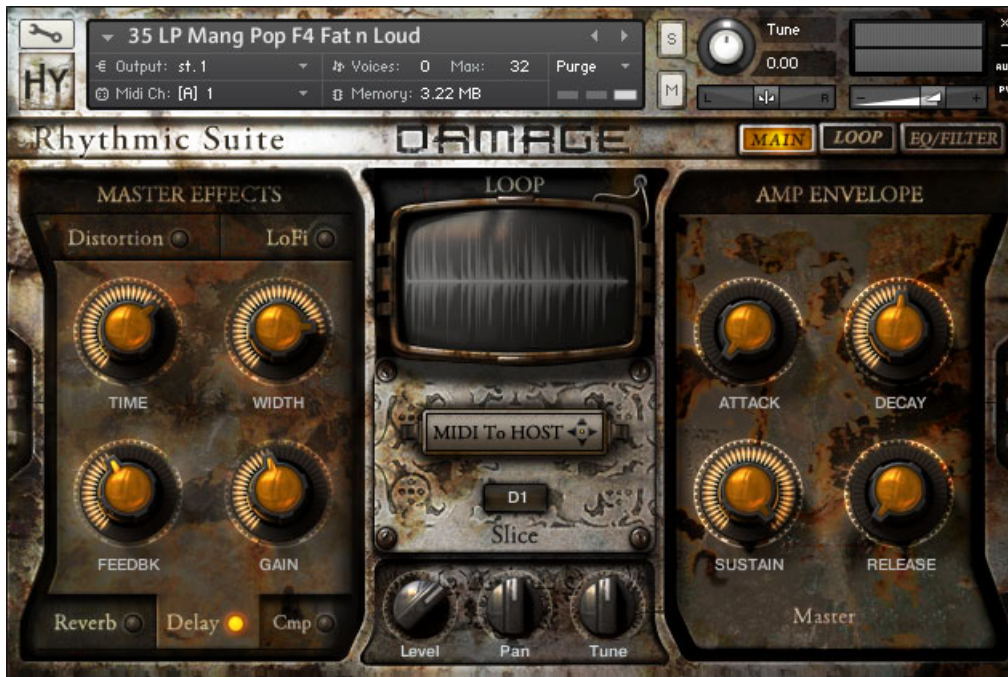 35 LP Mang Pop F4 Fat n Loud
Output: st.1
Voices: 0 Max: 32
Purge
Midi Ch: [A] 1
Memory: 3.22 MB
S
M
Tune
0.00
L R
- +
AU
HY
Rhythmic Suite
DAMAGE
MAIN
LOOP
EQ/FILTER
MASTER EFFECTS
Distortion
LoFi
TIME
WIDTH
FEEDBK
GAIN
Reverb
Delay
Cmp
LOOP
MIDI To HOST
D1
Slice
Level
Pan
Tune
AMP ENVELOPE
ATTACK
DECAY
SUSTAIN
RELEASE
Master